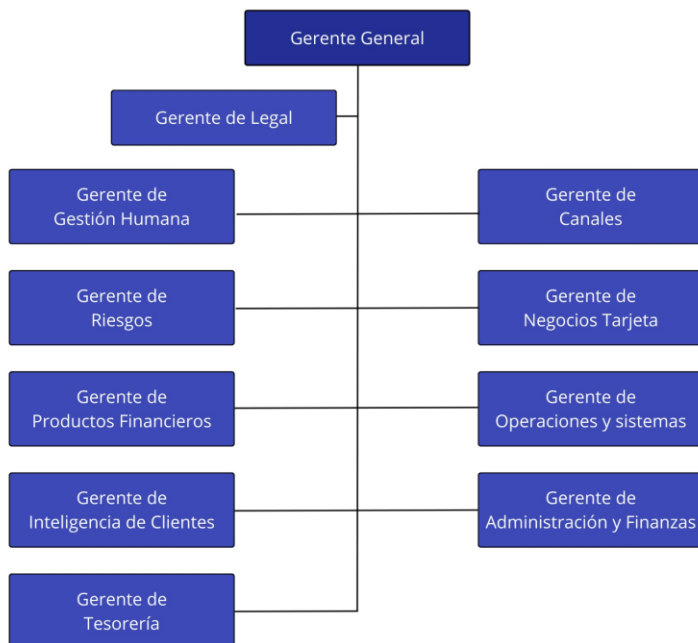 Gerente General
Gerente de Legal
Gerente de
Gestión Humana
Gerente de
Canales
Gerente de
Riesgos
Gerente de
Negocios Tarjeta
Gerente de
Productos Financieros
Gerente de
Operaciones y sistemas
Gerente de
Inteligencia de Clientes
Gerente de
Administración y Finanzas
Gerente de
Tesorería